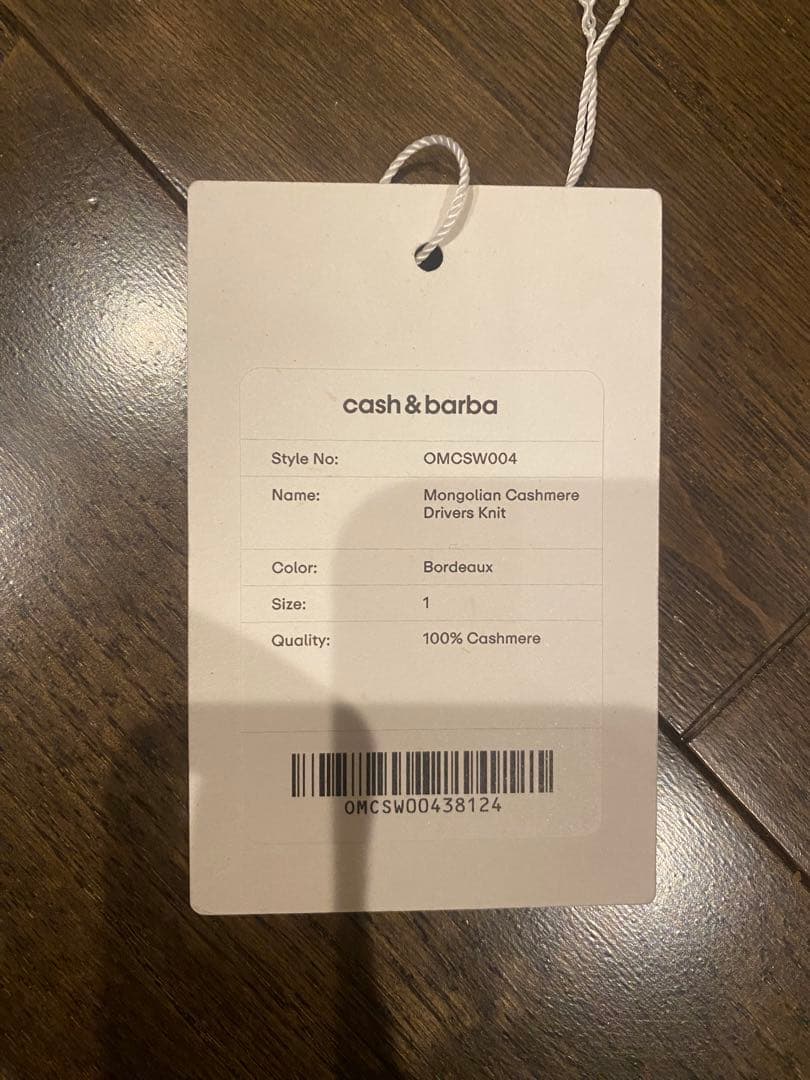 cash & barba
Style No: OMCSW004
Name: Mongolian Cashmere
Drivers Knit
Color: Bordeaux
Size: 1
Quality: 100% Cashmere
OMCSW00438124